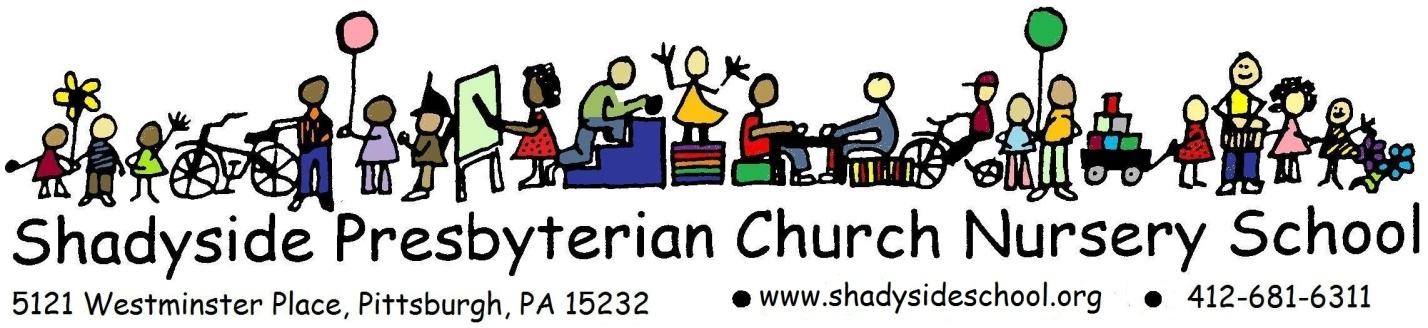 Shadyside Presbyterian Church Nursery School
5121 Westminster Place, Pittsburgh, PA 15232 • www.shadysideschool.org • 412-681-6311